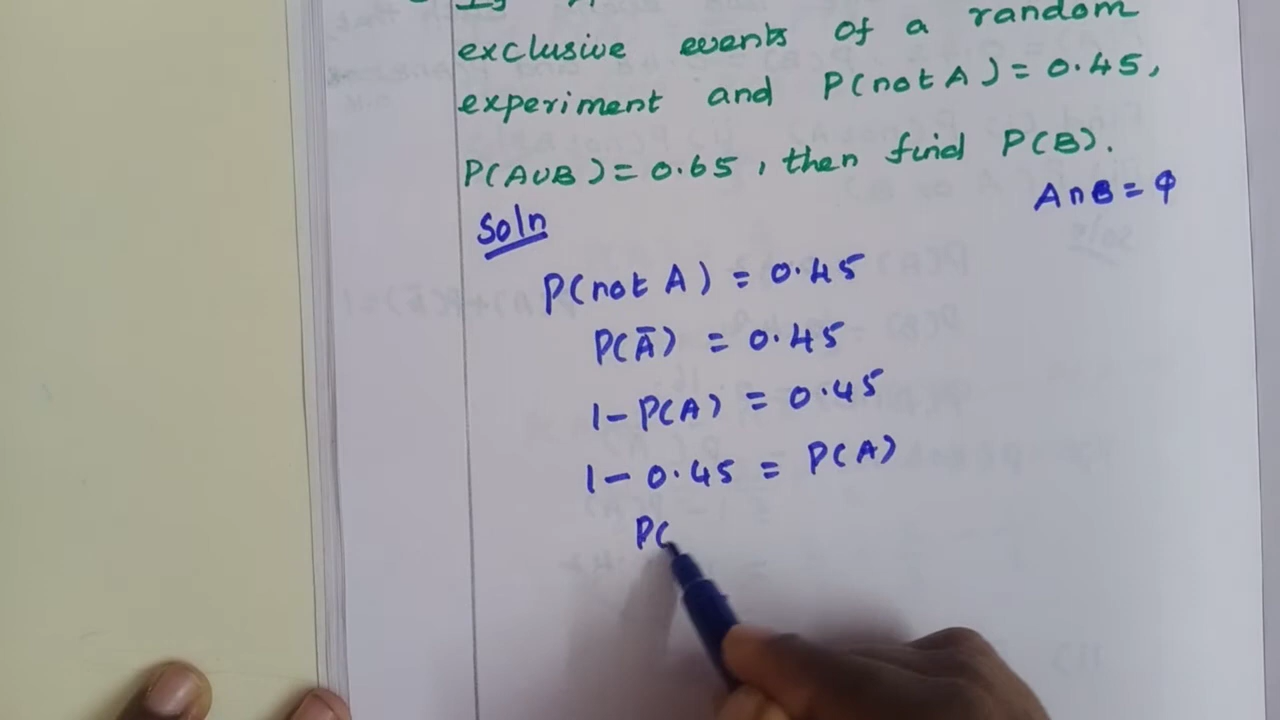 exclusive events of a random
experiment and P(not A) = 0.45,
P(A∪B) = 0.65, then find P(B).
A∩B = φ
Soln
P(not A) = 0.45
P(Ā) = 0.45
1 - P(A) = 0.45
1 - 0.45 = P(A)
P(